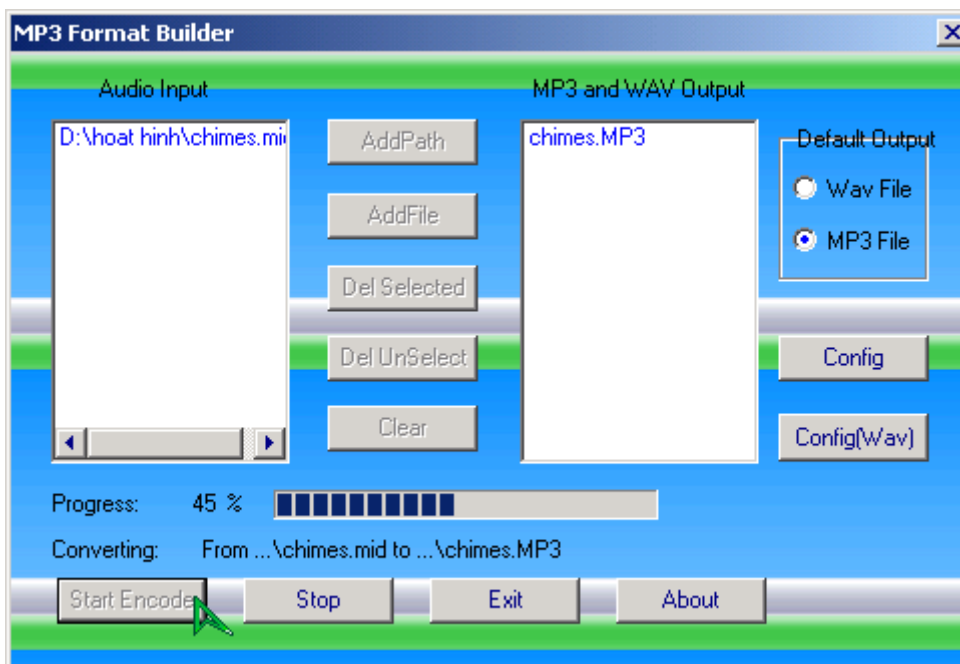 MP3 Format Builder
Audio Input
MP3 and WAV Output
D:\hoat hinh\chimes.mi
AddPath
AddFile
Del Selected
Del UnSelect
Clear
chimes.MP3
Default Output
Wav File
MP3 File
Config
Config(Wav)
Progress: 45 %
Converting: From ...\chimes.mid to ...\chimes.MP3
Start Encode
Stop
Exit
About